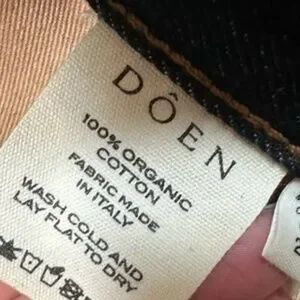 DÔEN
100% ORGANIC
COTTON
FABRIC MADE
IN ITALY
WASH COLD AND
LAY FLAT TO DRY